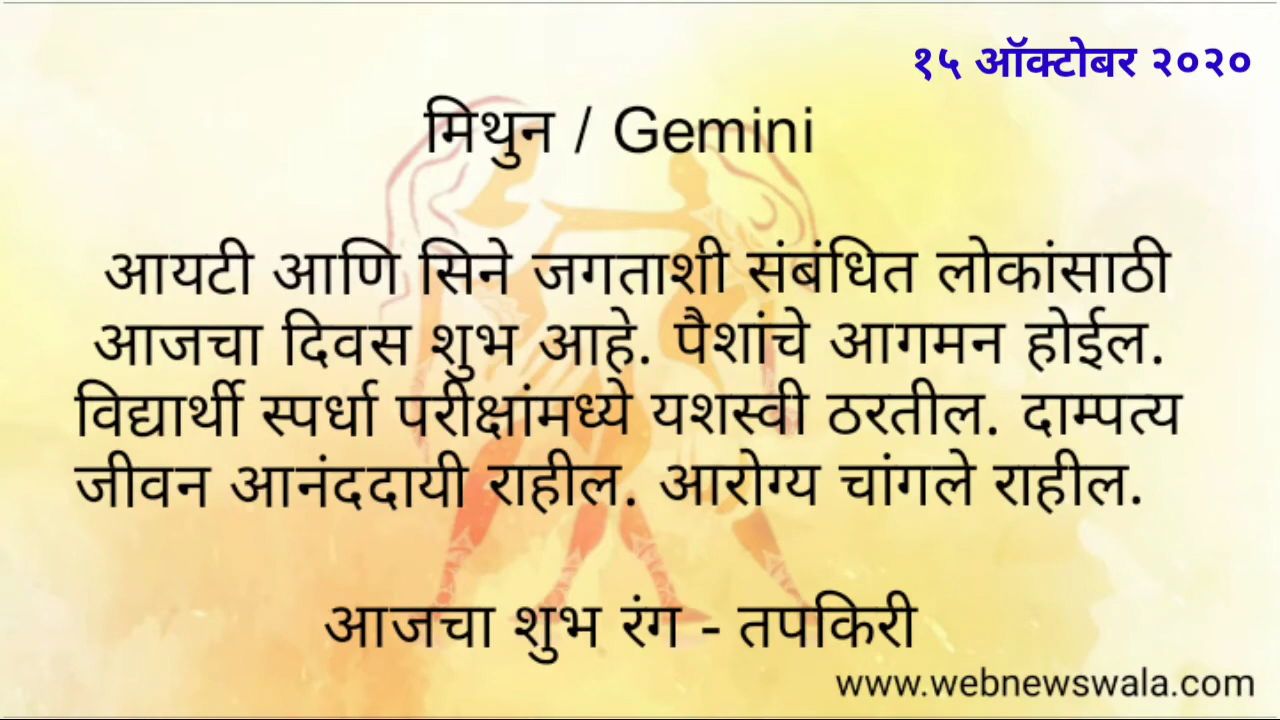 १५ ऑक्टोबर २०२०
मिथुन / Gemini
आयटी आणि सिने जगताशी संबंधित लोकांसाठी
आजचा दिवस शुभ आहे. पैशांचे आगमन होईल.
विद्यार्थी स्पर्धा परीक्षांमध्ये यशस्वी ठरतील. दाम्पत्य
जीवन आनंददायी राहील. आरोग्य चांगले राहील.
आजचा शुभ रंग - तपकिरी
www.webnewswala.com